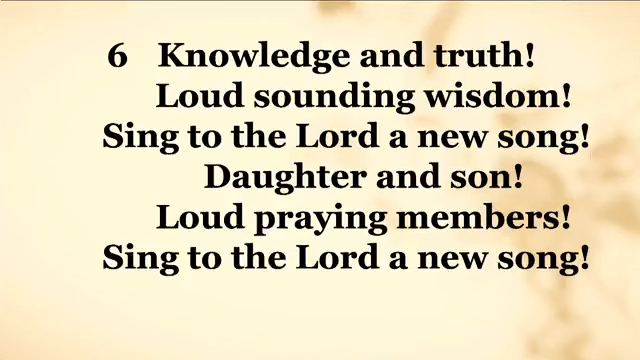 6 Knowledge and truth!
Loud sounding wisdom!
Sing to the Lord a new song!
Daughter and son!
Loud praying members!
Sing to the Lord a new song!